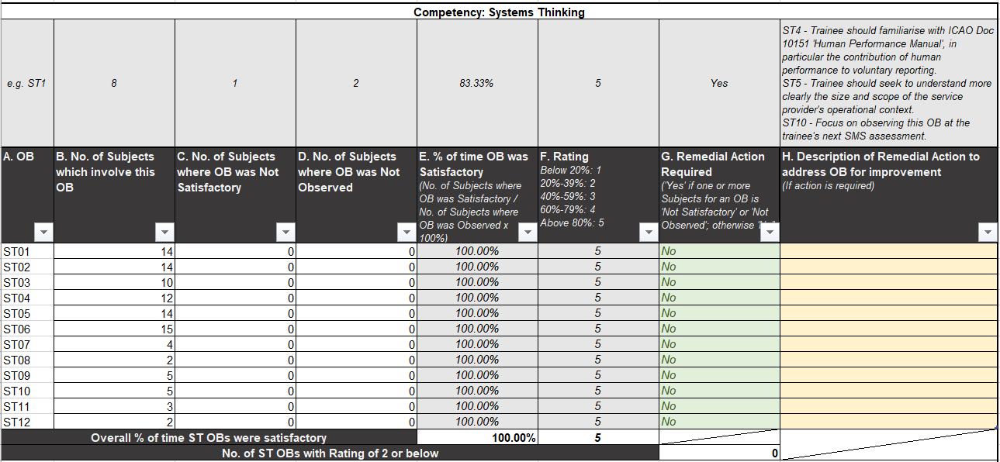 Competency: Systems Thinking
e.g. ST1 8 1 2 83.33% 5 Yes
ST4 - Trainee should familiarise with ICAO Doc
10151 'Human Performance Manual', in
particular the contribution of human
performance to voluntary reporting.
ST5 - Trainee should seek to understand more
clearly the size and scope of the service
provider's operational context.
ST10 - Focus on observing this OB at the
trainee's next SMS assessment.
A. OB
B. No. of Subjects
which involve this
OB
C. No. of Subjects
where OB was Not
Satisfactory
D. No. of Subjects
where OB was Not
Observed
E. % of time OB was
Satisfactory
(No. of Subjects where
OB was Satisfactory /
No. of Subjects where
OB was Observed x
100%)
F. Rating
Below 20%: 1
20%-39%: 2
40%-59%: 3
60%-79%: 4
Above 80%: 5
G. Remedial Action
Required
('Yes' if one or more
Subjects for an OB is
'Not Satisfactory' or 'Not
Observed'; otherwise
H. Description of Remedial Action to
address OB for improvement
(If action is required)
ST01 14 0 0 100.00% 5 No
ST02 14 0 0 100.00% 5 No
ST03 10 0 0 100.00% 5 No
ST04 12 0 0 100.00% 5 No
ST05 14 0 0 100.00% 5 No
ST06 15 0 0 100.00% 5 No
ST07 4 0 0 100.00% 5 No
ST08 2 0 0 100.00% 5 No
ST09 5 0 0 100.00% 5 No
ST10 5 0 0 100.00% 5 No
ST11 3 0 0 100.00% 5 No
ST12 2 0 0 100.00% 5 No
Overall % of time ST OBs were satisfactory 100.00% 5
No. of ST OBs with Rating of 2 or below 0